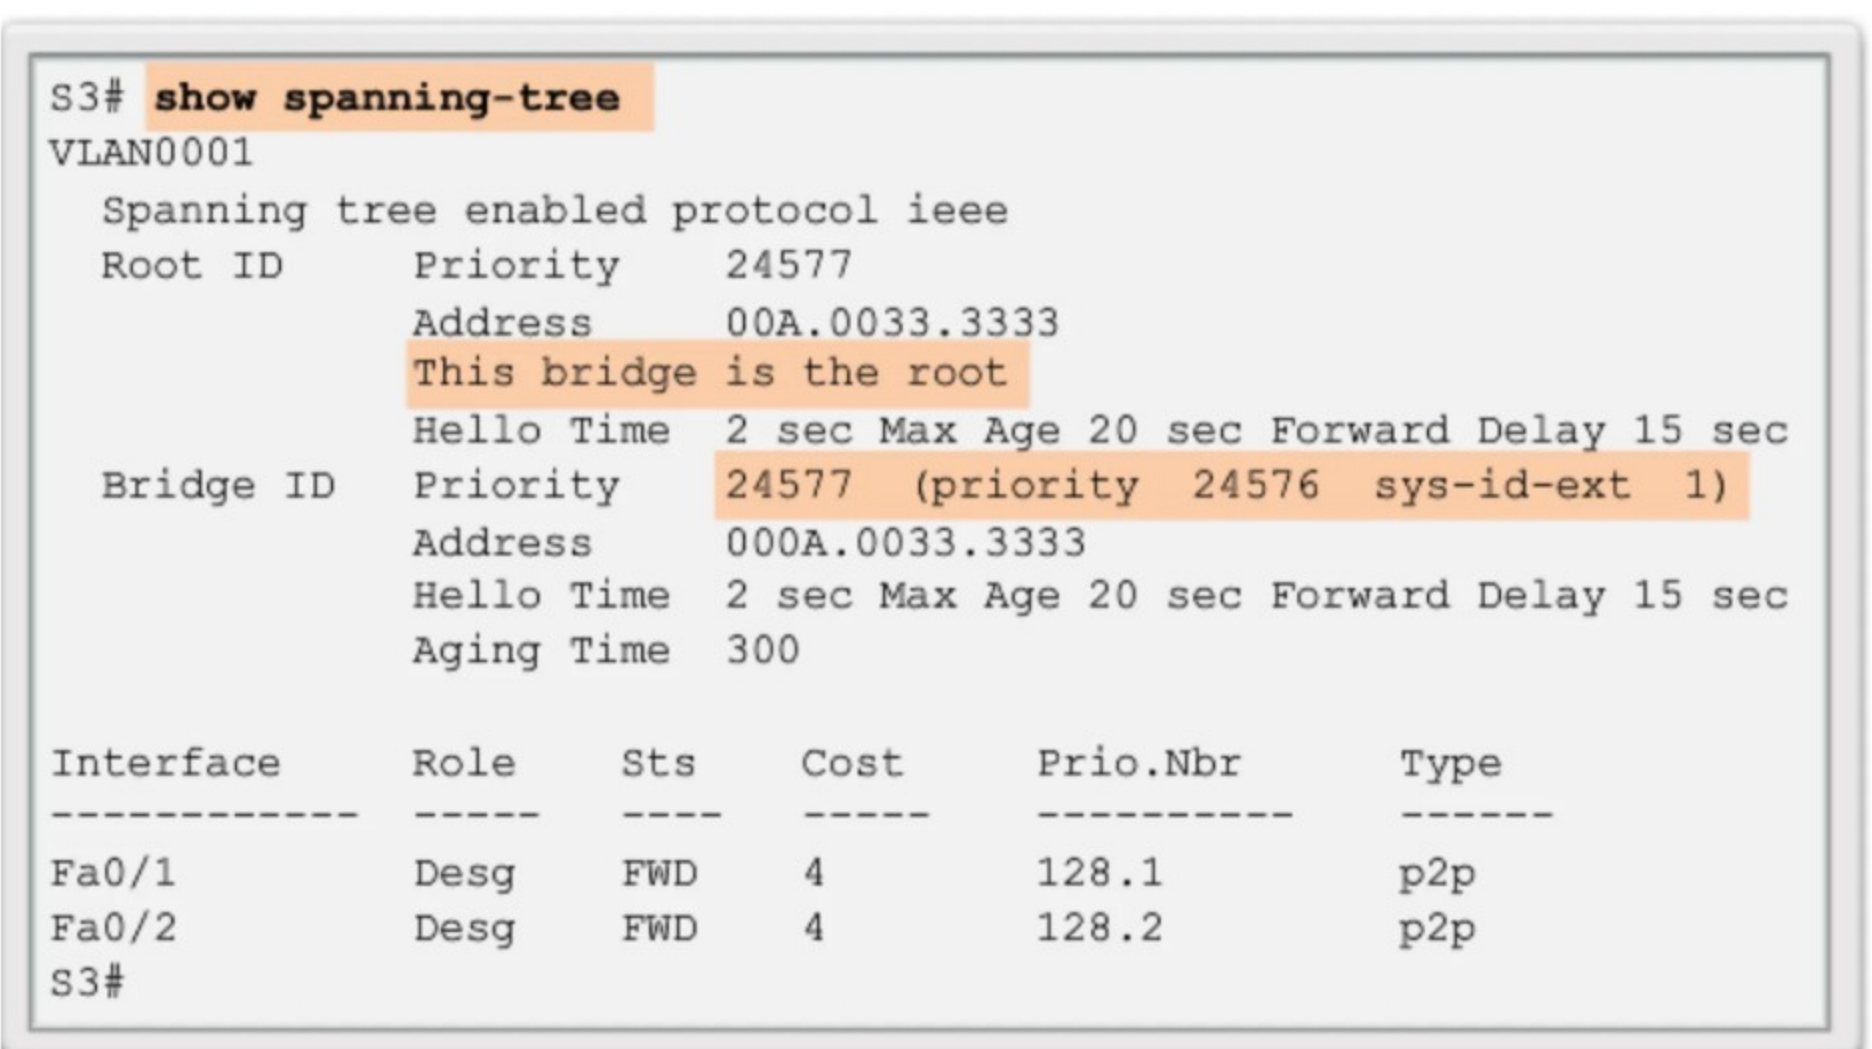 S3# show spanning-tree
VLAN0001
Spanning tree enabled protocol ieee
Root ID Priority 24577
Address 00A.0033.3333
This bridge is the root
Hello Time 2 sec Max Age 20 sec Forward Delay 15 sec
Bridge ID Priority 24577 (priority 24576 sys-id-ext 1)
Address 000A.0033.3333
Hello Time 2 sec Max Age 20 sec Forward Delay 15 sec
Aging Time 300
Interface Role Sts Cost Prio.Nbr Type
------------ ----- ---- ----- ---------- ------
Fa0/1 Desg FWD 4 128.1 p2p
Fa0/2 Desg FWD 4 128.2 p2p
S3#